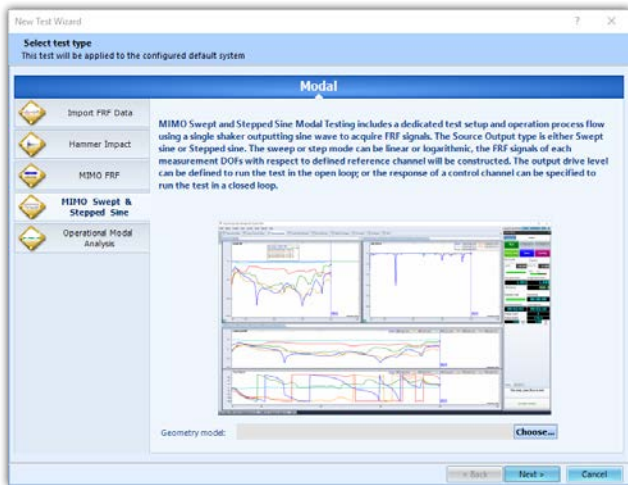 New Test Wizard
Select test type
This test will be applied to the configured default system
Modal
Import FRF Data
Hammer Impact
MIMO FRF
MIMO Swept &
Stepped Sine
Operational Modal
Analysis
MIMO Swept and Stepped Sine Modal Testing includes a dedicated test setup and operation process flow
using a single shaker outputting sine wave to acquire FRF signals. The Source Output type is either Swept
sine or Stepped sine. The sweep or step mode can be linear or logarithmic, the FRF signals of each
measurement DOFs with respect to defined reference channel will be constructed. The output drive level
can be defined to run the test in the open loop; or the response of a control channel can be specified to
run the test in a closed loop.
Geometry model:
Choose...
< Back
Next >
Cancel